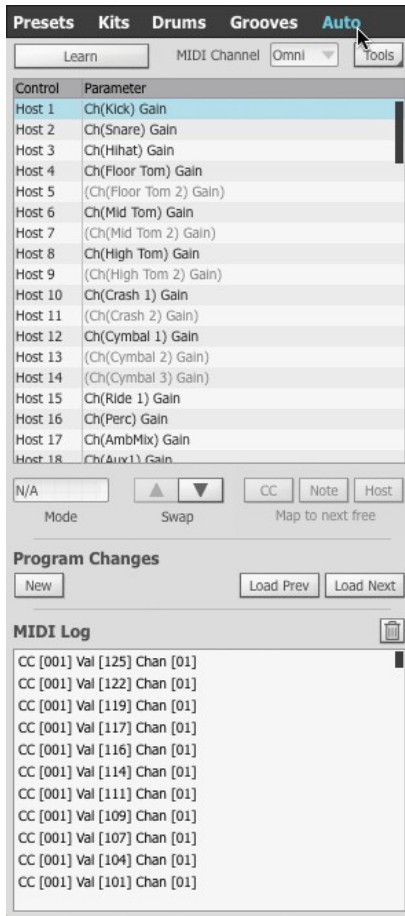 Presets Kits Drums Grooves Auto
Learn MIDI Channel Omni Tools
Control Parameter
Host 1 Ch(Kick) Gain
Host 2 Ch(Snare) Gain
Host 3 Ch(Hihat) Gain
Host 4 Ch(Floor Tom) Gain
Host 5 (Ch(Floor Tom 2) Gain)
Host 6 Ch(Mid Tom) Gain
Host 7 (Ch(Mid Tom 2) Gain)
Host 8 Ch(High Tom) Gain
Host 9 (Ch(High Tom 2) Gain)
Host 10 Ch(Crash 1) Gain
Host 11 (Ch(Crash 2) Gain)
Host 12 Ch(Cymbal 1) Gain
Host 13 (Ch(Cymbal 2) Gain)
Host 14 (Ch(Cymbal 3) Gain)
Host 15 Ch(Ride 1) Gain
Host 16 Ch(Perc) Gain
Host 17 Ch(AmbMix) Gain
Host 18 Ch(Aux1) Gain
N/A CC Note Host
Mode Swap Map to next free
Program Changes
New Load Prev Load Next
MIDI Log
CC [001] Val [125] Chan [01]
CC [001] Val [122] Chan [01]
CC [001] Val [119] Chan [01]
CC [001] Val [117] Chan [01]
CC [001] Val [116] Chan [01]
CC [001] Val [114] Chan [01]
CC [001] Val [111] Chan [01]
CC [001] Val [109] Chan [01]
CC [001] Val [107] Chan [01]
CC [001] Val [104] Chan [01]
CC [001] Val [101] Chan [01]